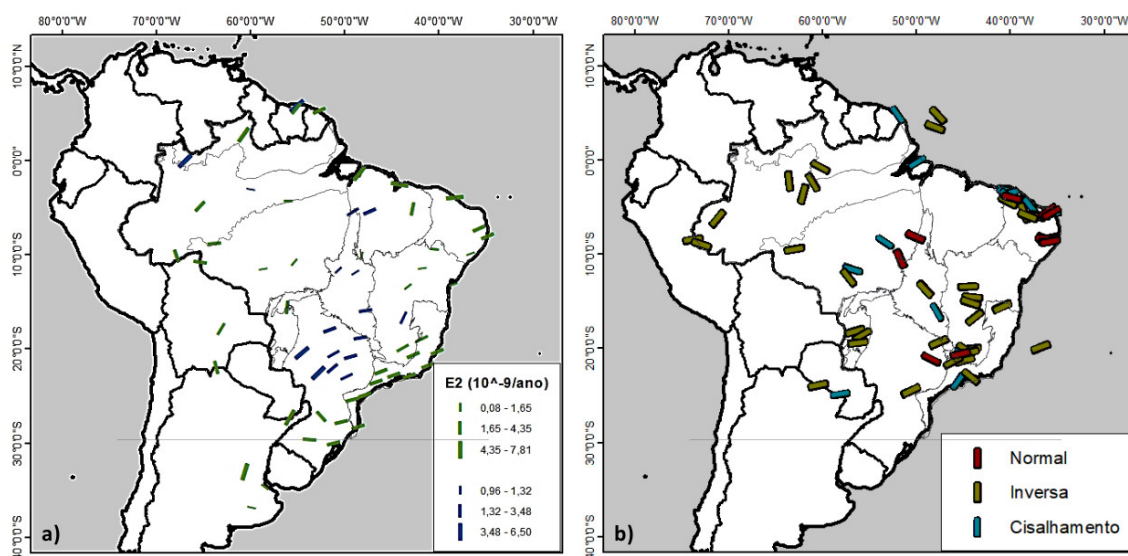 80°0'0"W 70°0'0"W 60°0'0"W 50°0'0"W 40°0'0"W 30°0'0"W
10°0'0"N
0°0'0"
10°0'0"S
20°0'0"S
30°0'0"S
40°0'0"S
E2 (10^-9/ano)
0,08 - 1,65
1,65 - 4,35
4,35 - 7,81
0,96 - 1,32
1,32 - 3,48
3,48 - 6,50
a)
80°0'0"W 70°0'0"W 60°0'0"W 50°0'0"W 40°0'0"W 30°0'0"W
10°0'0"N
0°0'0"
10°0'0"S
20°0'0"S
30°0'0"S
40°0'0"S
Normal
Inversa
Cisalhamento
b)